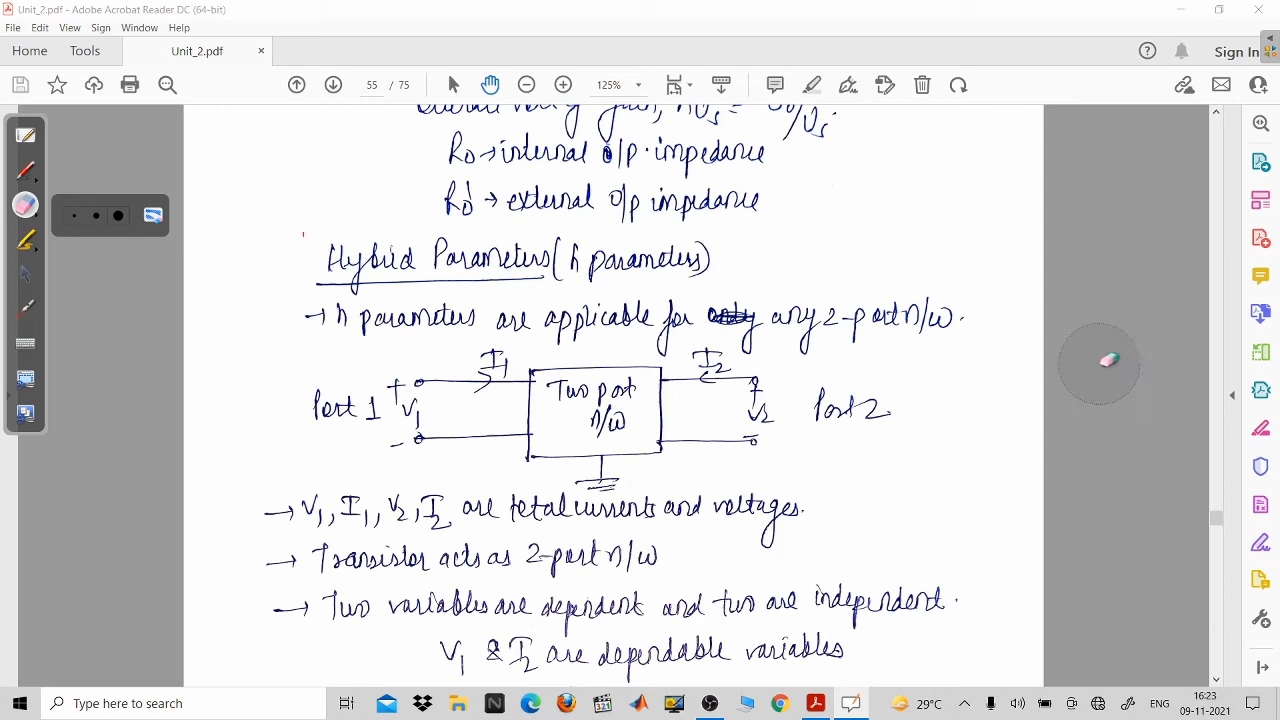 Unit_2.pdf - Adobe Acrobat Reader DC (64-bit)
File Edit View Sign Window Help
Home Tools Unit_2.pdf × Sign In
55 / 75 125%
Ro → internal o/p impedance
Ro' → external o/p impedance
Hybrid Parameters (h parameters)
→ h parameters are applicable for any 2-port n/w.
I1 I2
Port 1 + V1 - Two port n/w + V2 - Port 2
→ V1, I1, V2, I2 are total currents and voltages.
→ Transistor acts as 2-port n/w
→ Two variables are dependent and two are independent.
V1 & I2 are dependable variables
Type here to search
29°C ENG 16:23
09-11-2021